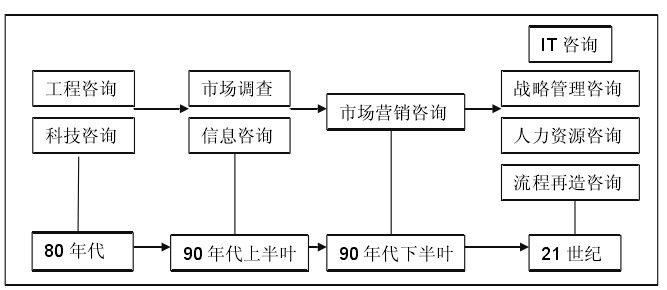 IT 咨询
工程咨询
市场调查
战略管理咨询
市场营销咨询
科技咨询
信息咨询
人力资源咨询
流程再造咨询
80 年代
90 年代上半叶
90 年代下半叶
21 世纪